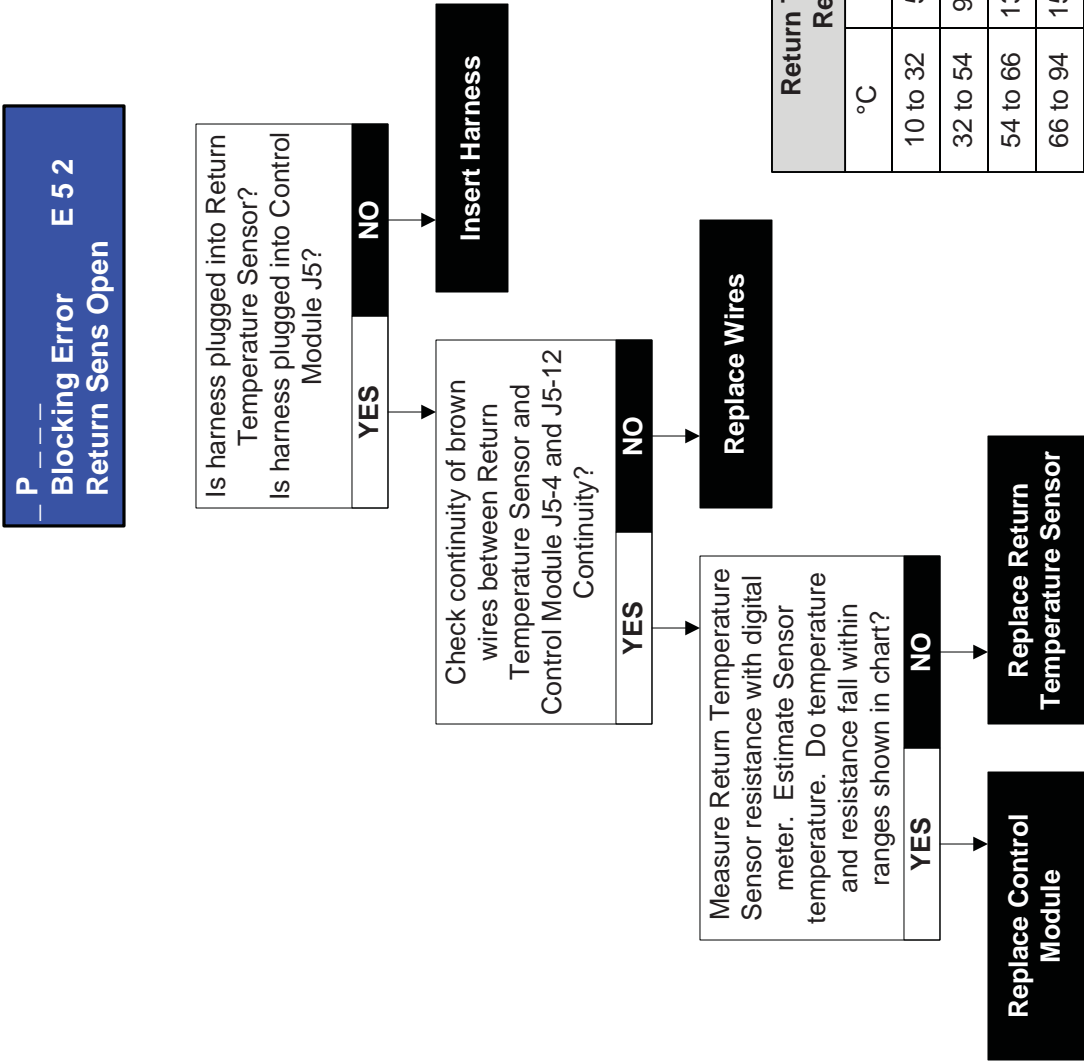 _ P _ _ _ _
Blocking Error E 5 2
Return Sens Open
Is harness plugged into Return
Temperature Sensor?
Is harness plugged into Control
Module J5?
YES
NO
Insert Harness
Check continuity of brown
wires between Return
Temperature Sensor and
Control Module J5-4 and J5-12
Continuity?
YES
NO
Replace Wires
Measure Return Temperature
Sensor resistance with digital
meter. Estimate Sensor
temperature. Do temperature
and resistance fall within
ranges shown in chart?
YES
NO
Replace Control
Module
Replace Return
Temperature Sensor
Return
°C
10 to 32
32 to 54
54 to 66
66 to 94